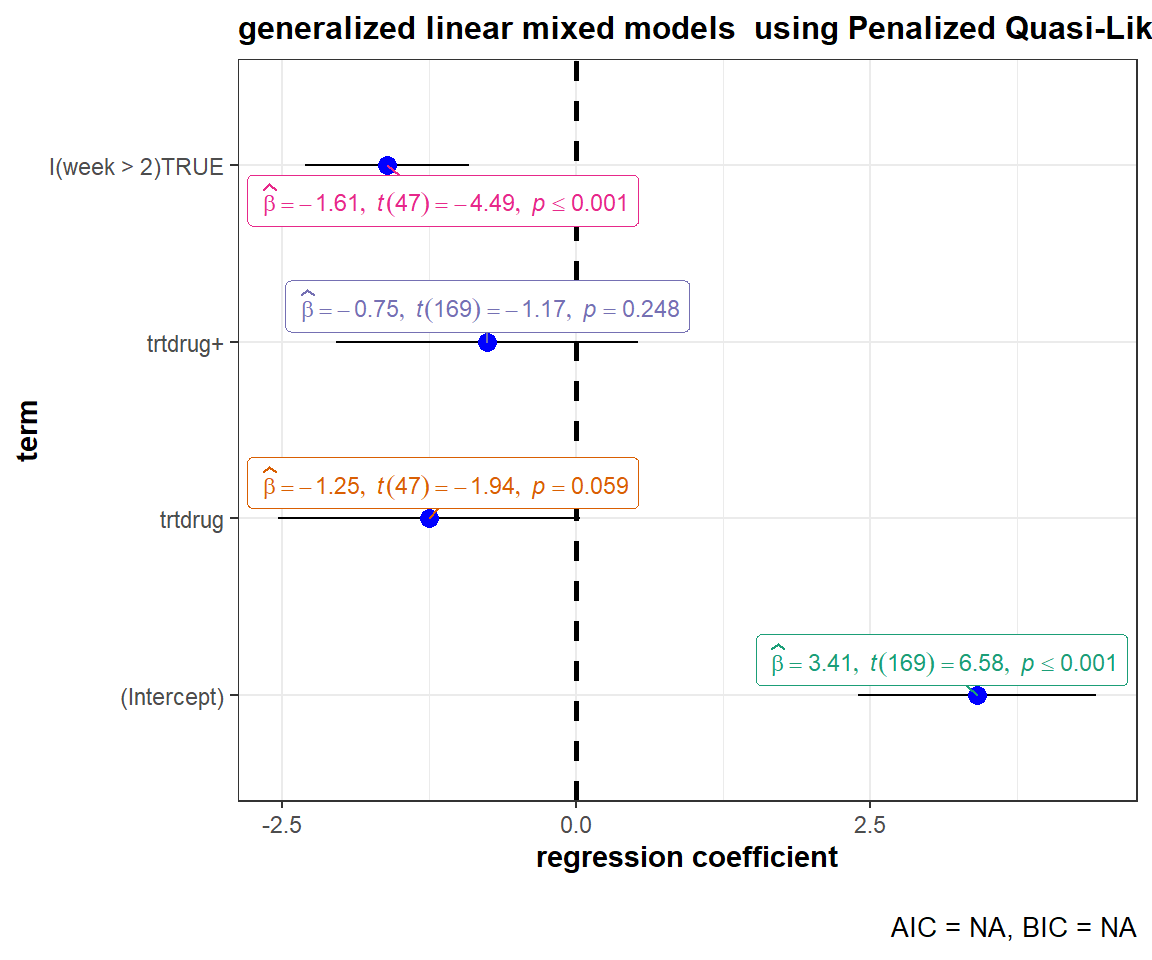 generalized linear mixed models  using Penalized Quasi-Lik
I(week > 2)TRUE
β̂ = −1.61, t(47) = −4.49, p ≤ 0.001
β̂ = −0.75, t(169) = −1.17, p = 0.248
trtdrug+
term
β̂ = −1.25, t(47) = −1.94, p = 0.059
trtdrug
β̂ = 3.41, t(169) = 6.58, p ≤ 0.001
(Intercept)
-2.5 0.0 2.5
regression coefficient
AIC = NA, BIC = NA